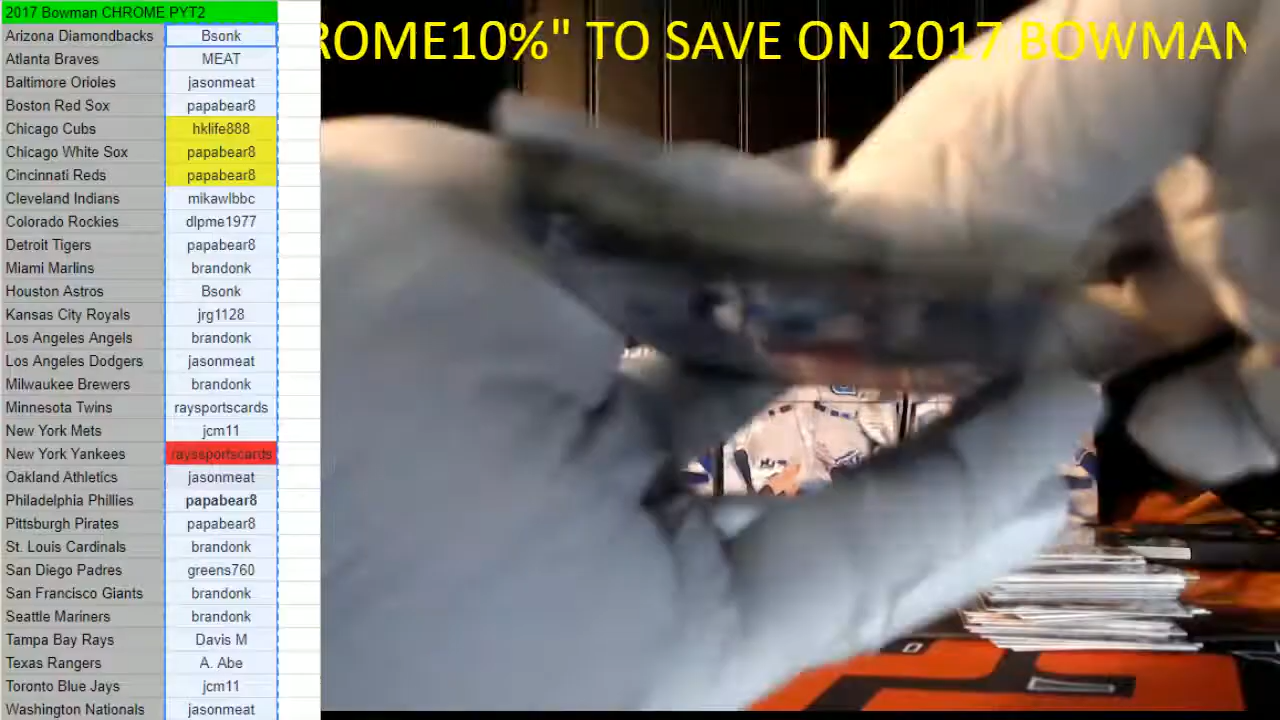 2017 Bowman CHROME PYT2
Arizona Diamondbacks Bsonk
Atlanta Braves MEAT
Baltimore Orioles jasonmeat
Boston Red Sox papabear8
Chicago Cubs hklife888
Chicago White Sox papabear8
Cincinnati Reds papabear8
Cleveland Indians mikawlbbc
Colorado Rockies dlpme1977
Detroit Tigers papabear8
Miami Marlins brandonk
Houston Astros Bsonk
Kansas City Royals jrg1128
Los Angeles Angels brandonk
Los Angeles Dodgers jasonmeat
Milwaukee Brewers brandonk
Minnesota Twins raysportscards
New York Mets jcm11
New York Yankees rayssportscards
Oakland Athletics jasonmeat
Philadelphia Phillies papabear8
Pittsburgh Pirates papabear8
St. Louis Cardinals brandonk
San Diego Padres greens760
San Francisco Giants brandonk
Seattle Mariners brandonk
Tampa Bay Rays Davis M
Texas Rangers A. Abe
Toronto Blue Jays jcm11
Washington Nationals jasonmeat
ROME10%" TO SAVE ON 2017 BOWMAN